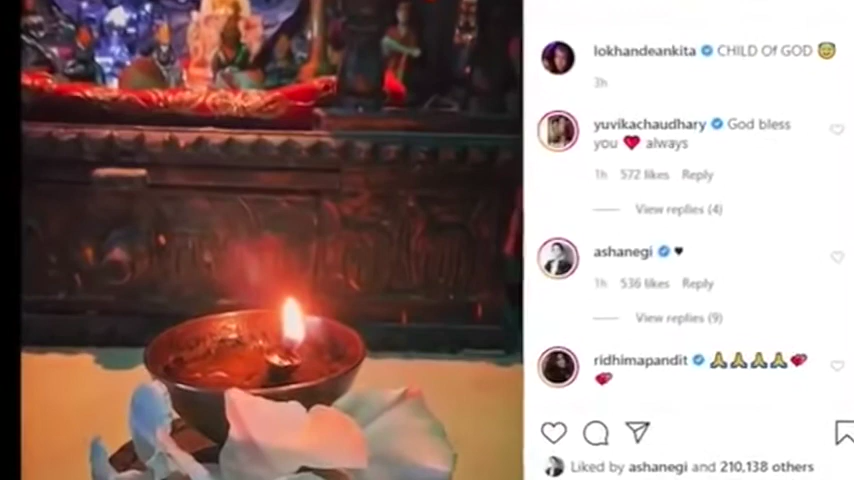 lokhandeankita CHILD Of GOD 😇
3h
yuvikachaudhary God bless
you ❤️ always
1h 572 likes Reply
View replies (4)
ashanegi ♥
1h 536 likes Reply
View replies (9)
ridhimapandit 🙏🙏🙏🙏💕
💕
Liked by ashanegi and 210,138 others